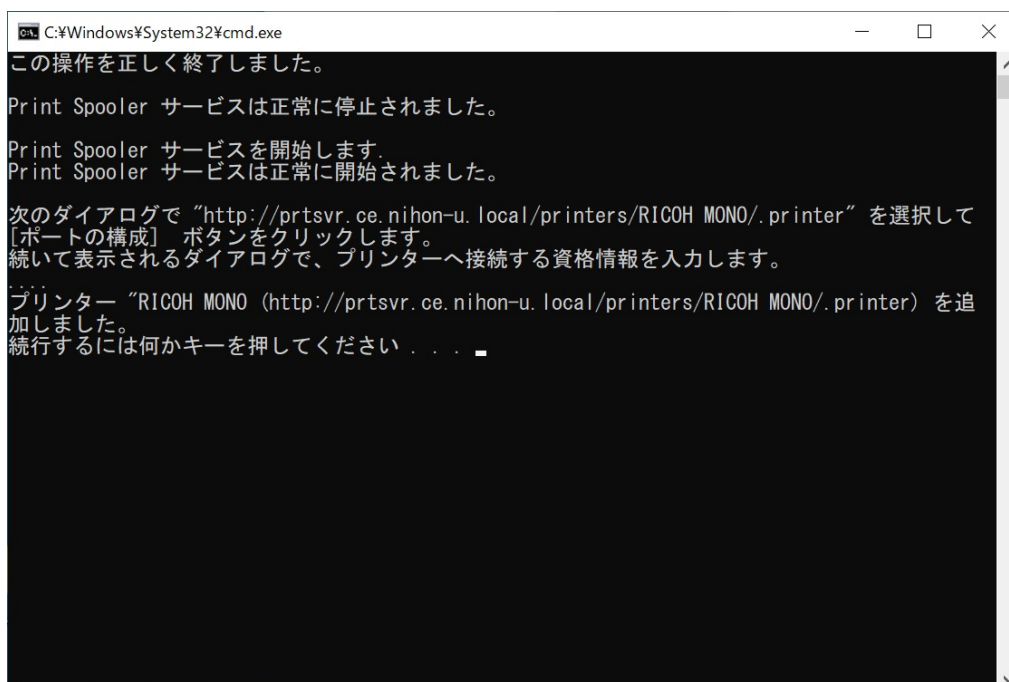 C:¥Windows¥System32¥cmd.exe
この操作を正しく終了しました。
Print Spooler サービスは正常に停止されました。
Print Spooler サービスを開始します.
Print Spooler サービスは正常に開始されました。
次のダイアログで "http://prtsvr.ce.nihon-u.local/printers/RICOH MONO/.printer" を選択して
[ポートの構成] ボタンをクリックします。
続いて表示されるダイアログで、プリンターへ接続する資格情報を入力します。
....
プリンター "RICOH MONO (http://prtsvr.ce.nihon-u.local/printers/RICOH MONO/.printer) を追
加しました。
続行するには何かキーを押してください . . .